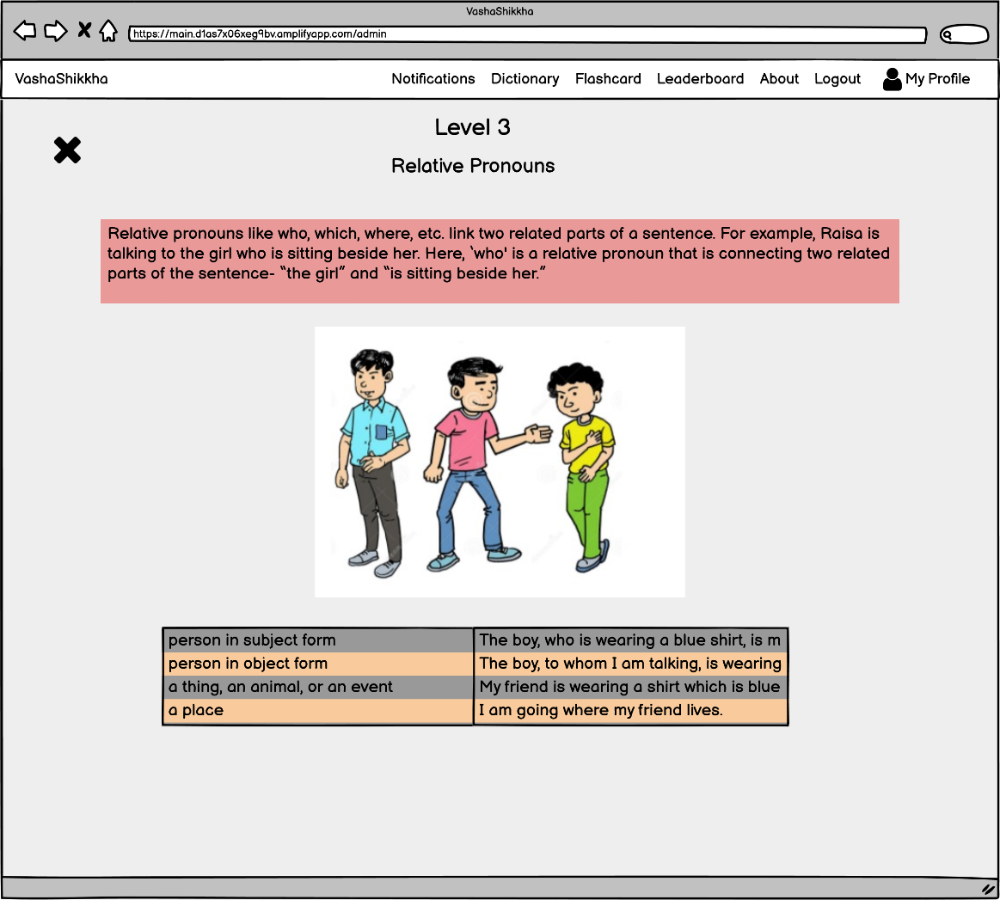 VashaShikkha
https://main.d1as7x06xeg9bv.amplifyapp.com/admin
VashaShikkha Notifications Dictionary Flashcard Leaderboard About Logout My Profile
Level 3
Relative Pronouns
Relative pronouns like who, which, where, etc. link two related parts of a sentence. For example, Raisa is
talking to the girl who is sitting beside her. Here, `who' is a relative pronoun that is connecting two related
parts of the sentence- “the girl” and “is sitting beside her.”
person in subject form The boy, who is wearing a blue shirt, is m
person in object form The boy, to whom I am talking, is wearing
a thing, an animal, or an event My friend is wearing a shirt which is blue
a place I am going where my friend lives.